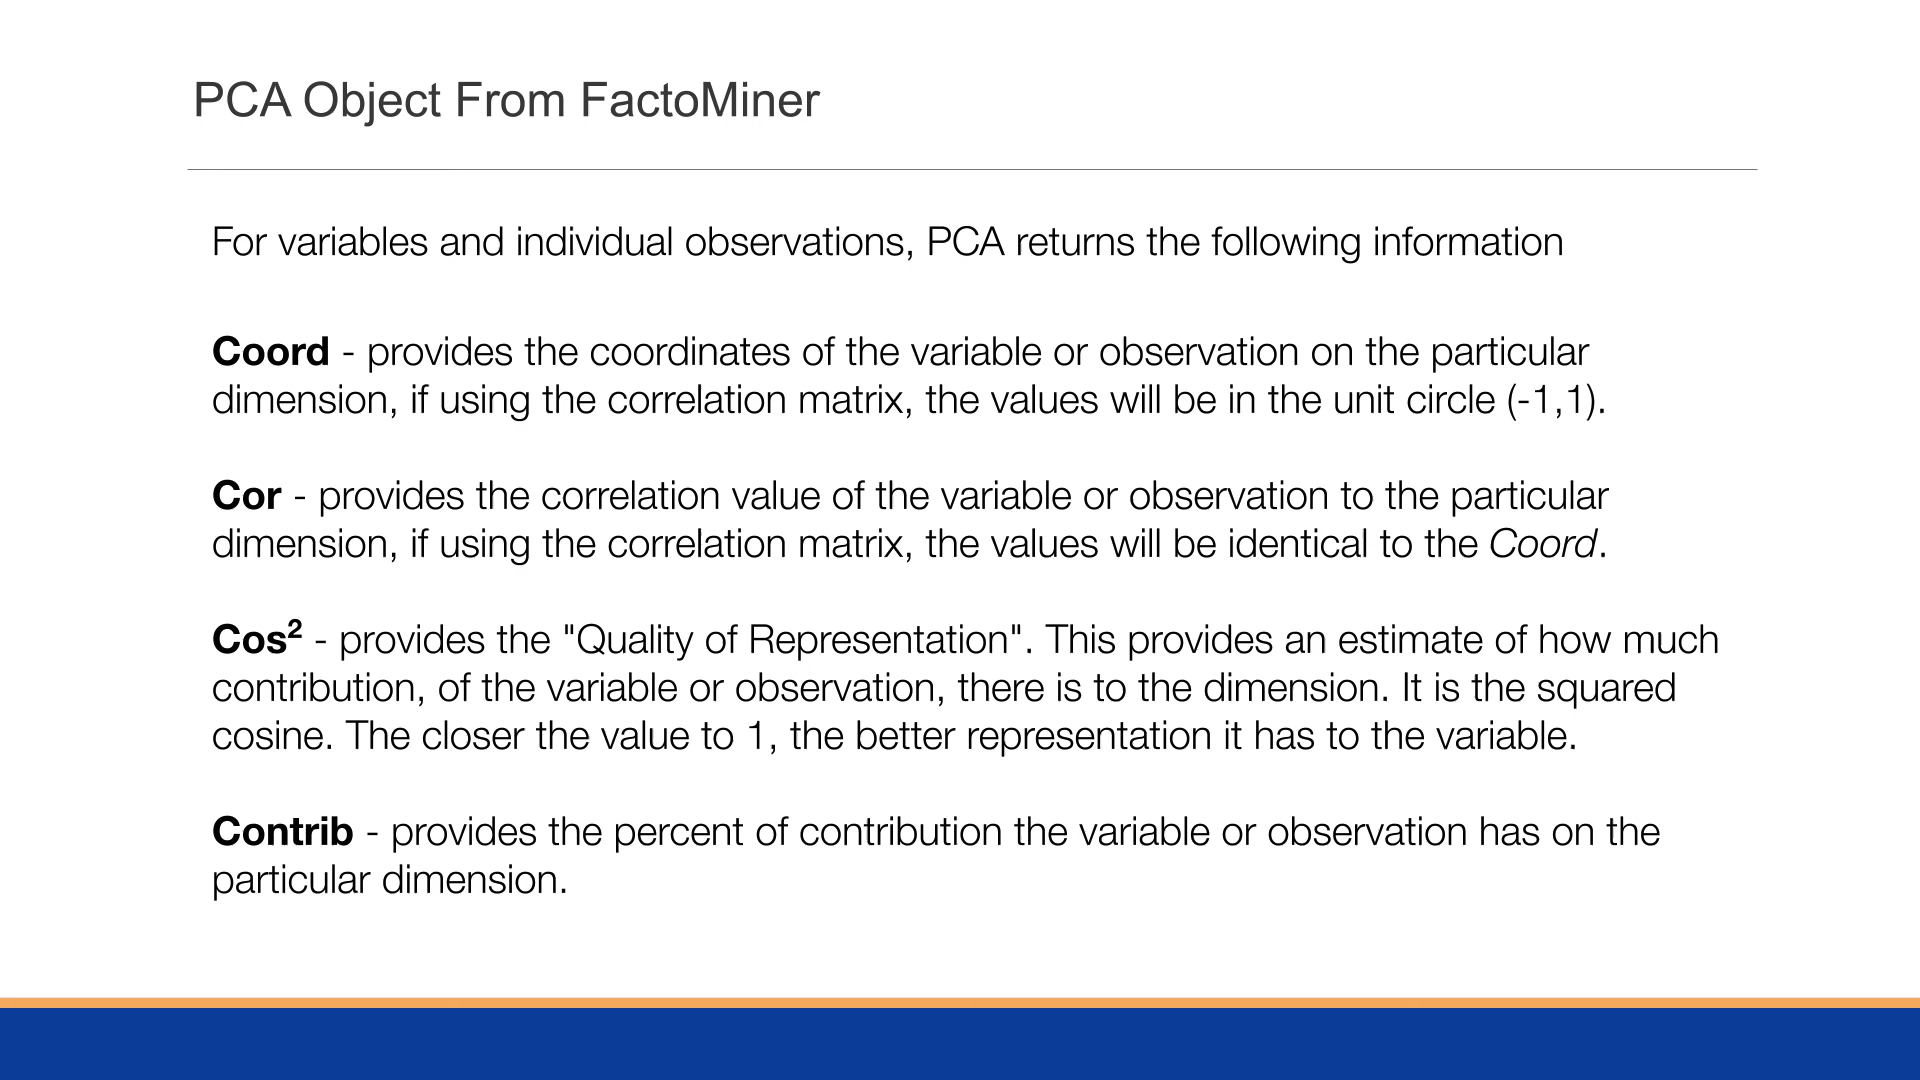 PCA Object From FactoMiner
For variables and individual observations, PCA returns the following information
Coord - provides the coordinates of the variable or observation on the particular
dimension, if using the correlation matrix, the values will be in the unit circle (-1,1).
Cor - provides the correlation value of the variable or observation to the particular
dimension, if using the correlation matrix, the values will be identical to the Coord.
Cos² - provides the "Quality of Representation". This provides an estimate of how much
contribution, of the variable or observation, there is to the dimension. It is the squared
cosine. The closer the value to 1, the better representation it has to the variable.
Contrib - provides the percent of contribution the variable or observation has on the
particular dimension.